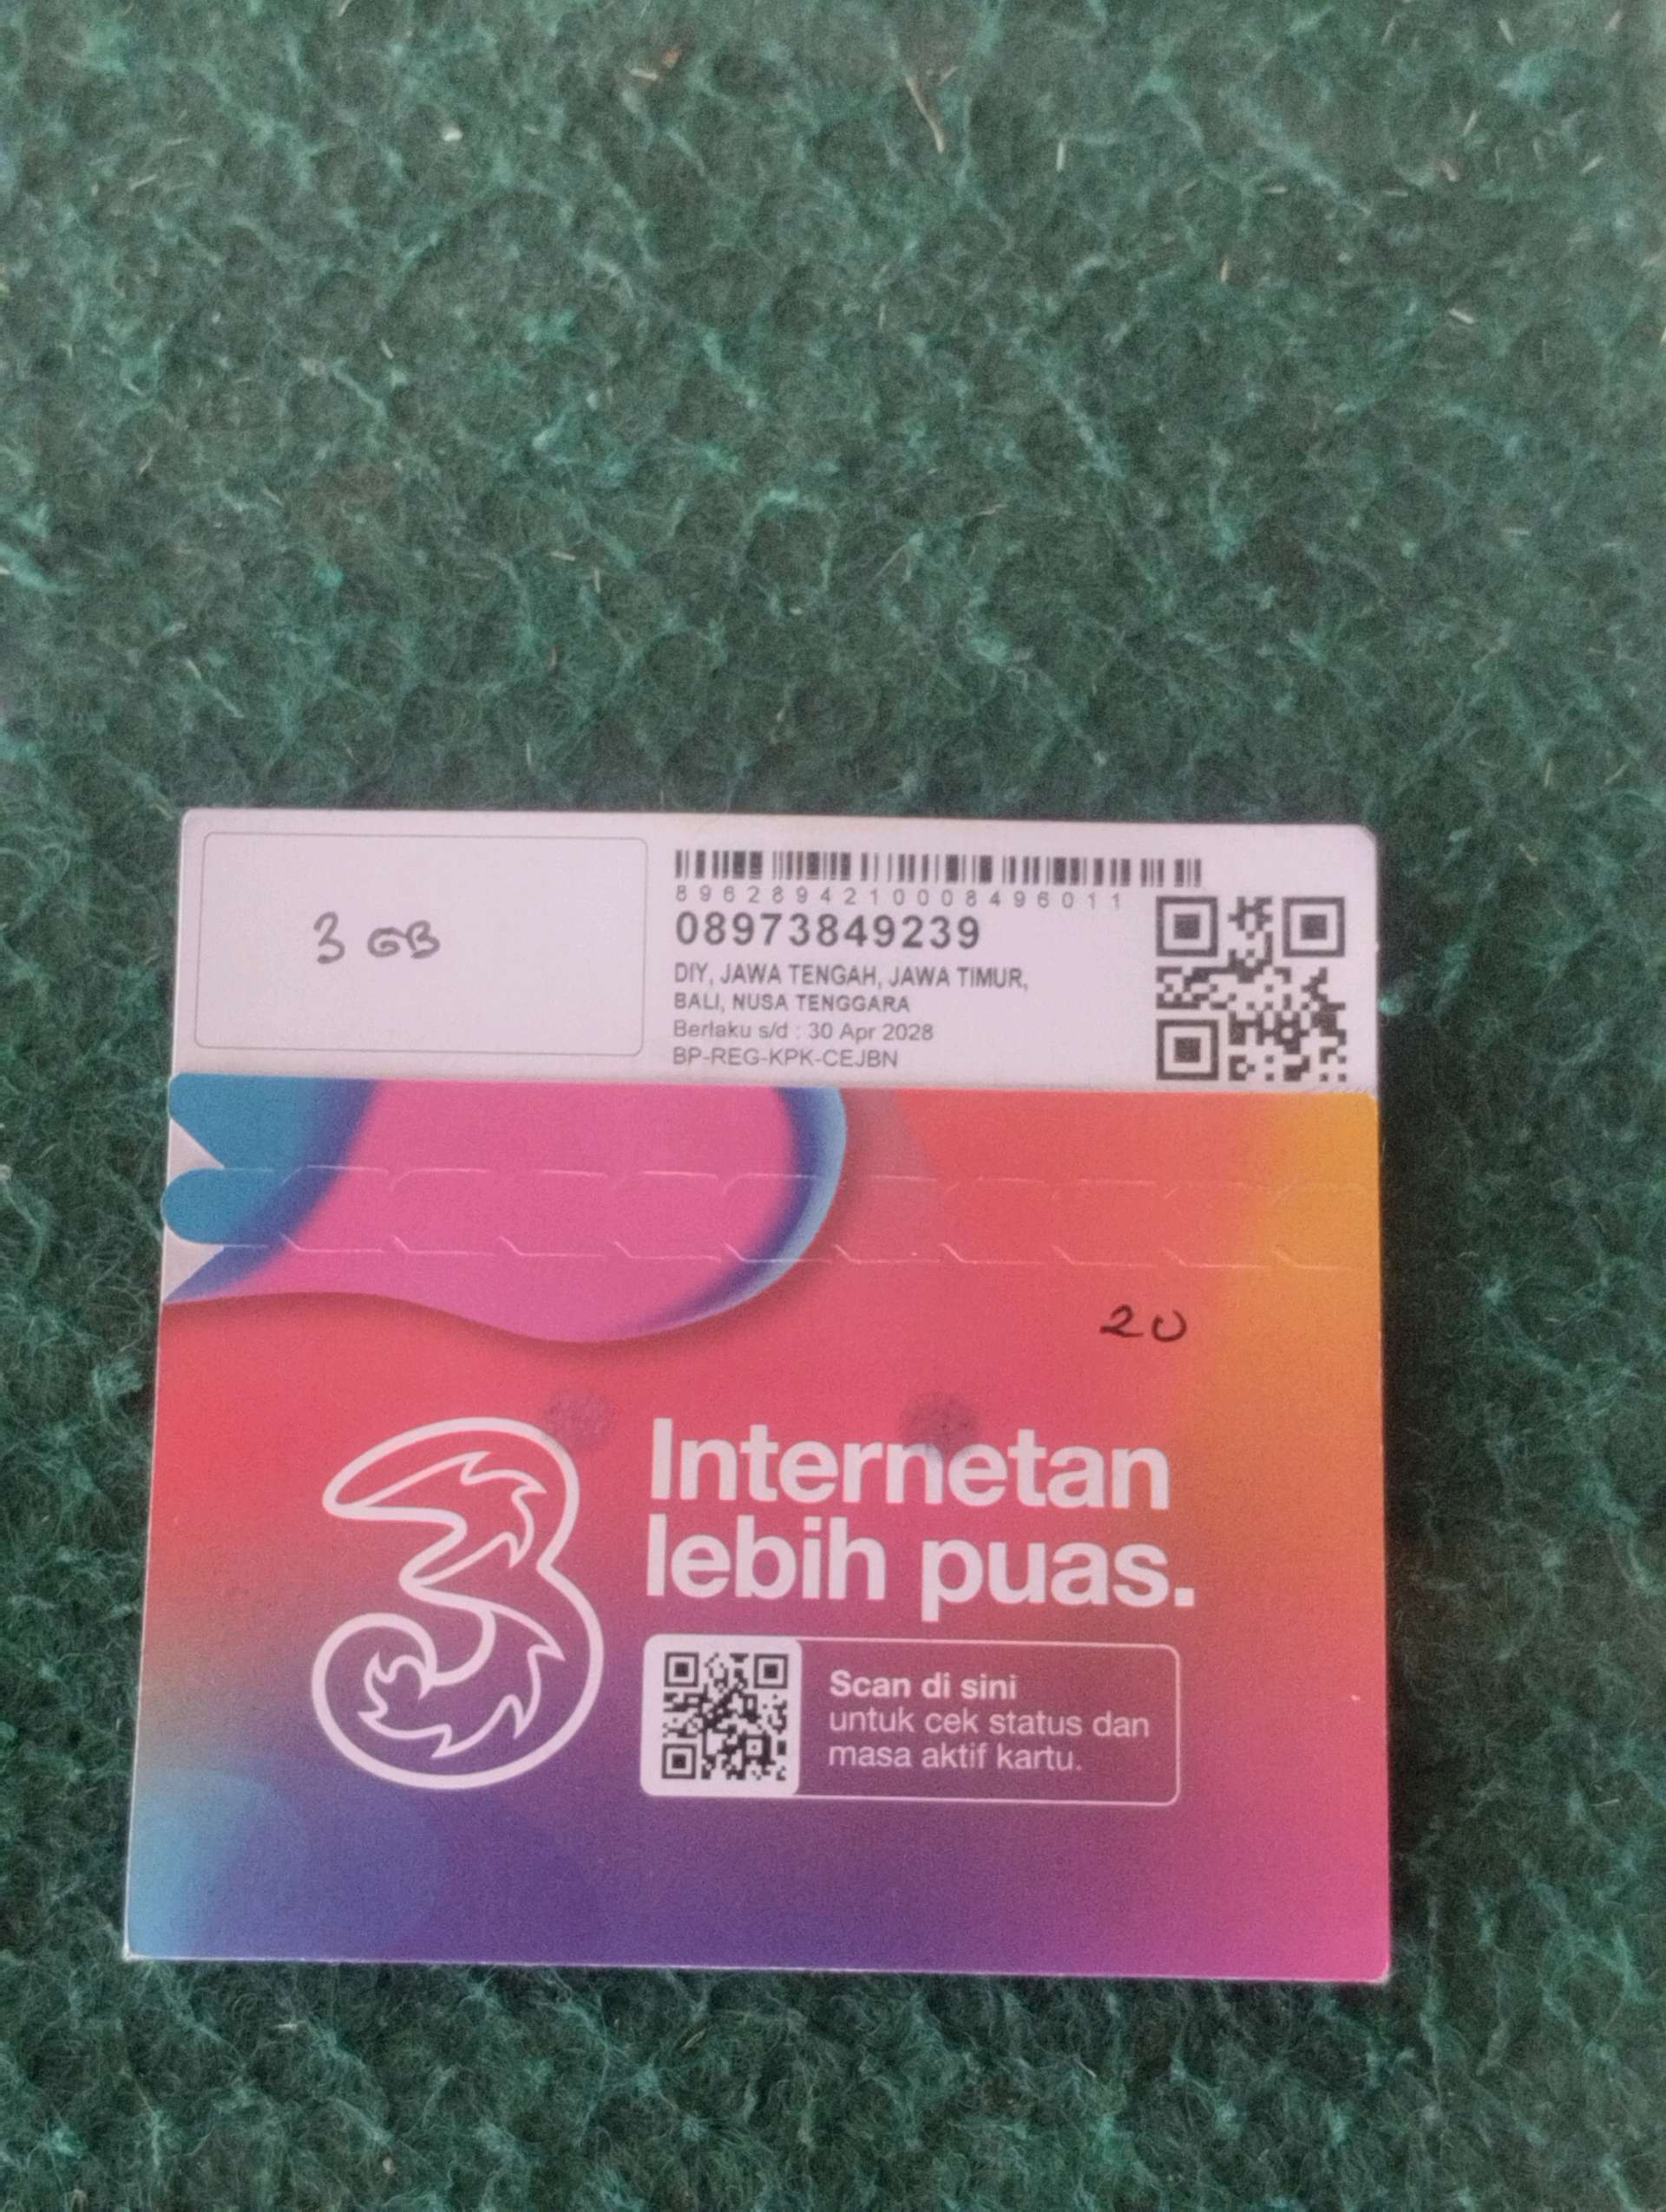 3 GB
8962894210008496011
08973849239
DIY, JAWA TENGAH, JAWA TIMUR,
BALI, NUSA TENGGARA
Berlaku s/d : 30 Apr 2028
BP-REG-KPK-CEJBN
20
3
Internetan
lebih puas.
Scan di sini
untuk cek status dan
masa aktif kartu.